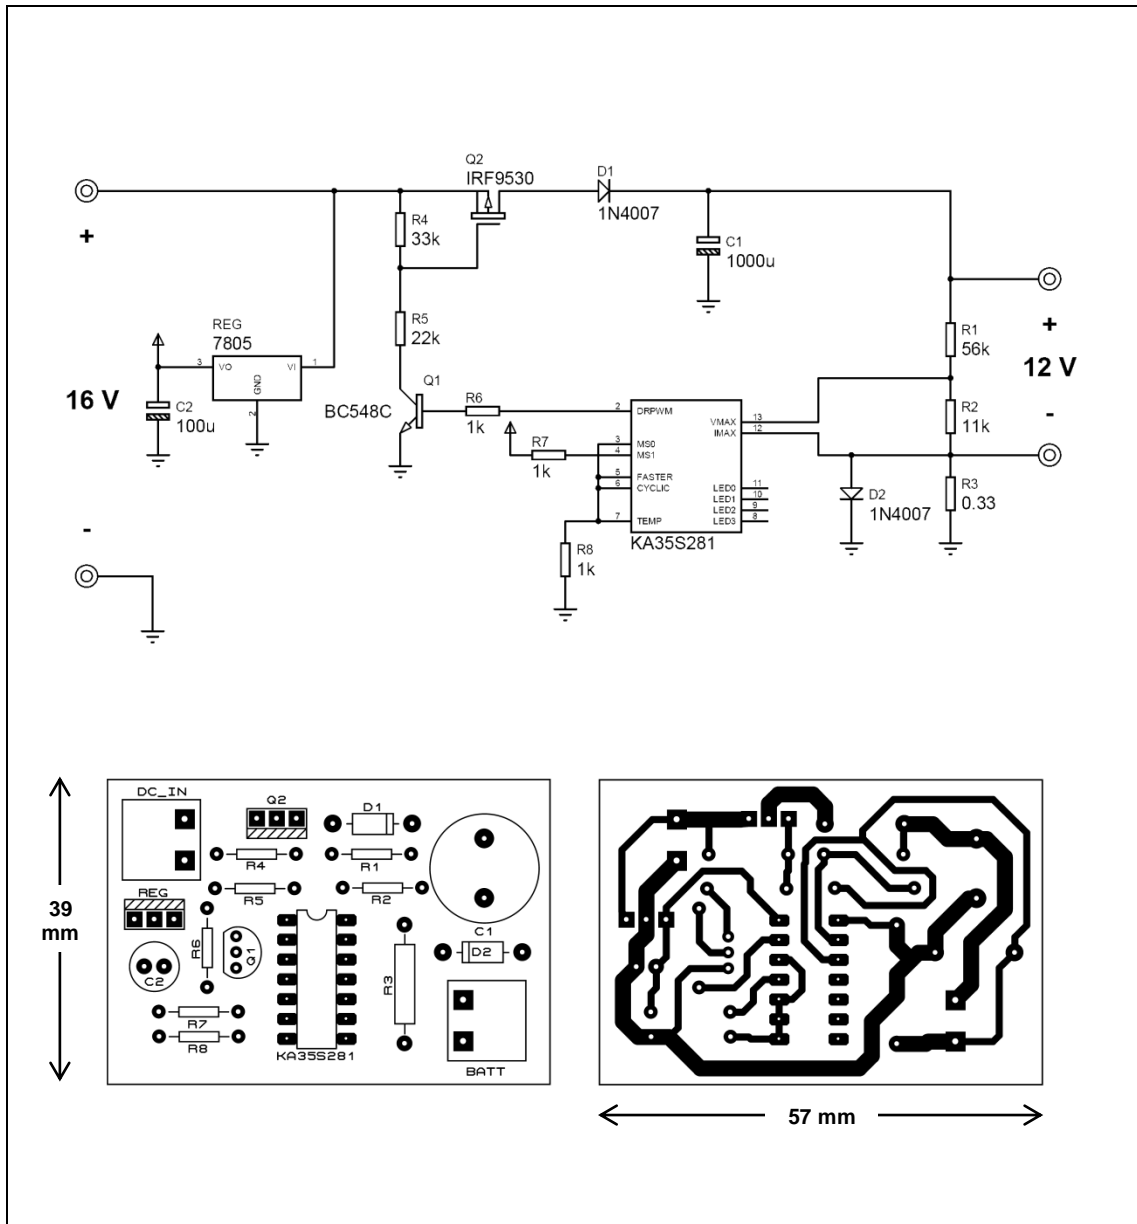 Q2
IRF9530
D1
1N4007
+
R4
33k
C1
1000u
REG
7805
3
VO
VI
1
GND
2
R5
22k
R1
56k
+
12 V
-
16 V
C2
100u
Q1
BC548C
R6
1k
2
DRPWM
VMAX
13
IMAX
12
R2
11k
R7
1k
3
MS0
4
MS1
5
FASTER
6
CYCLIC
7
TEMP
LED0
11
LED1
10
LED2
9
LED3
8
KA35S281
D2
1N4007
R3
0.33
-
R8
1k
DC_IN
Q2
D1
R4
R1
REG
R5
R2
39
mm
R6
Q1
C1
D2
C2
R3
R7
R8
KA35S281
BATT
57 mm